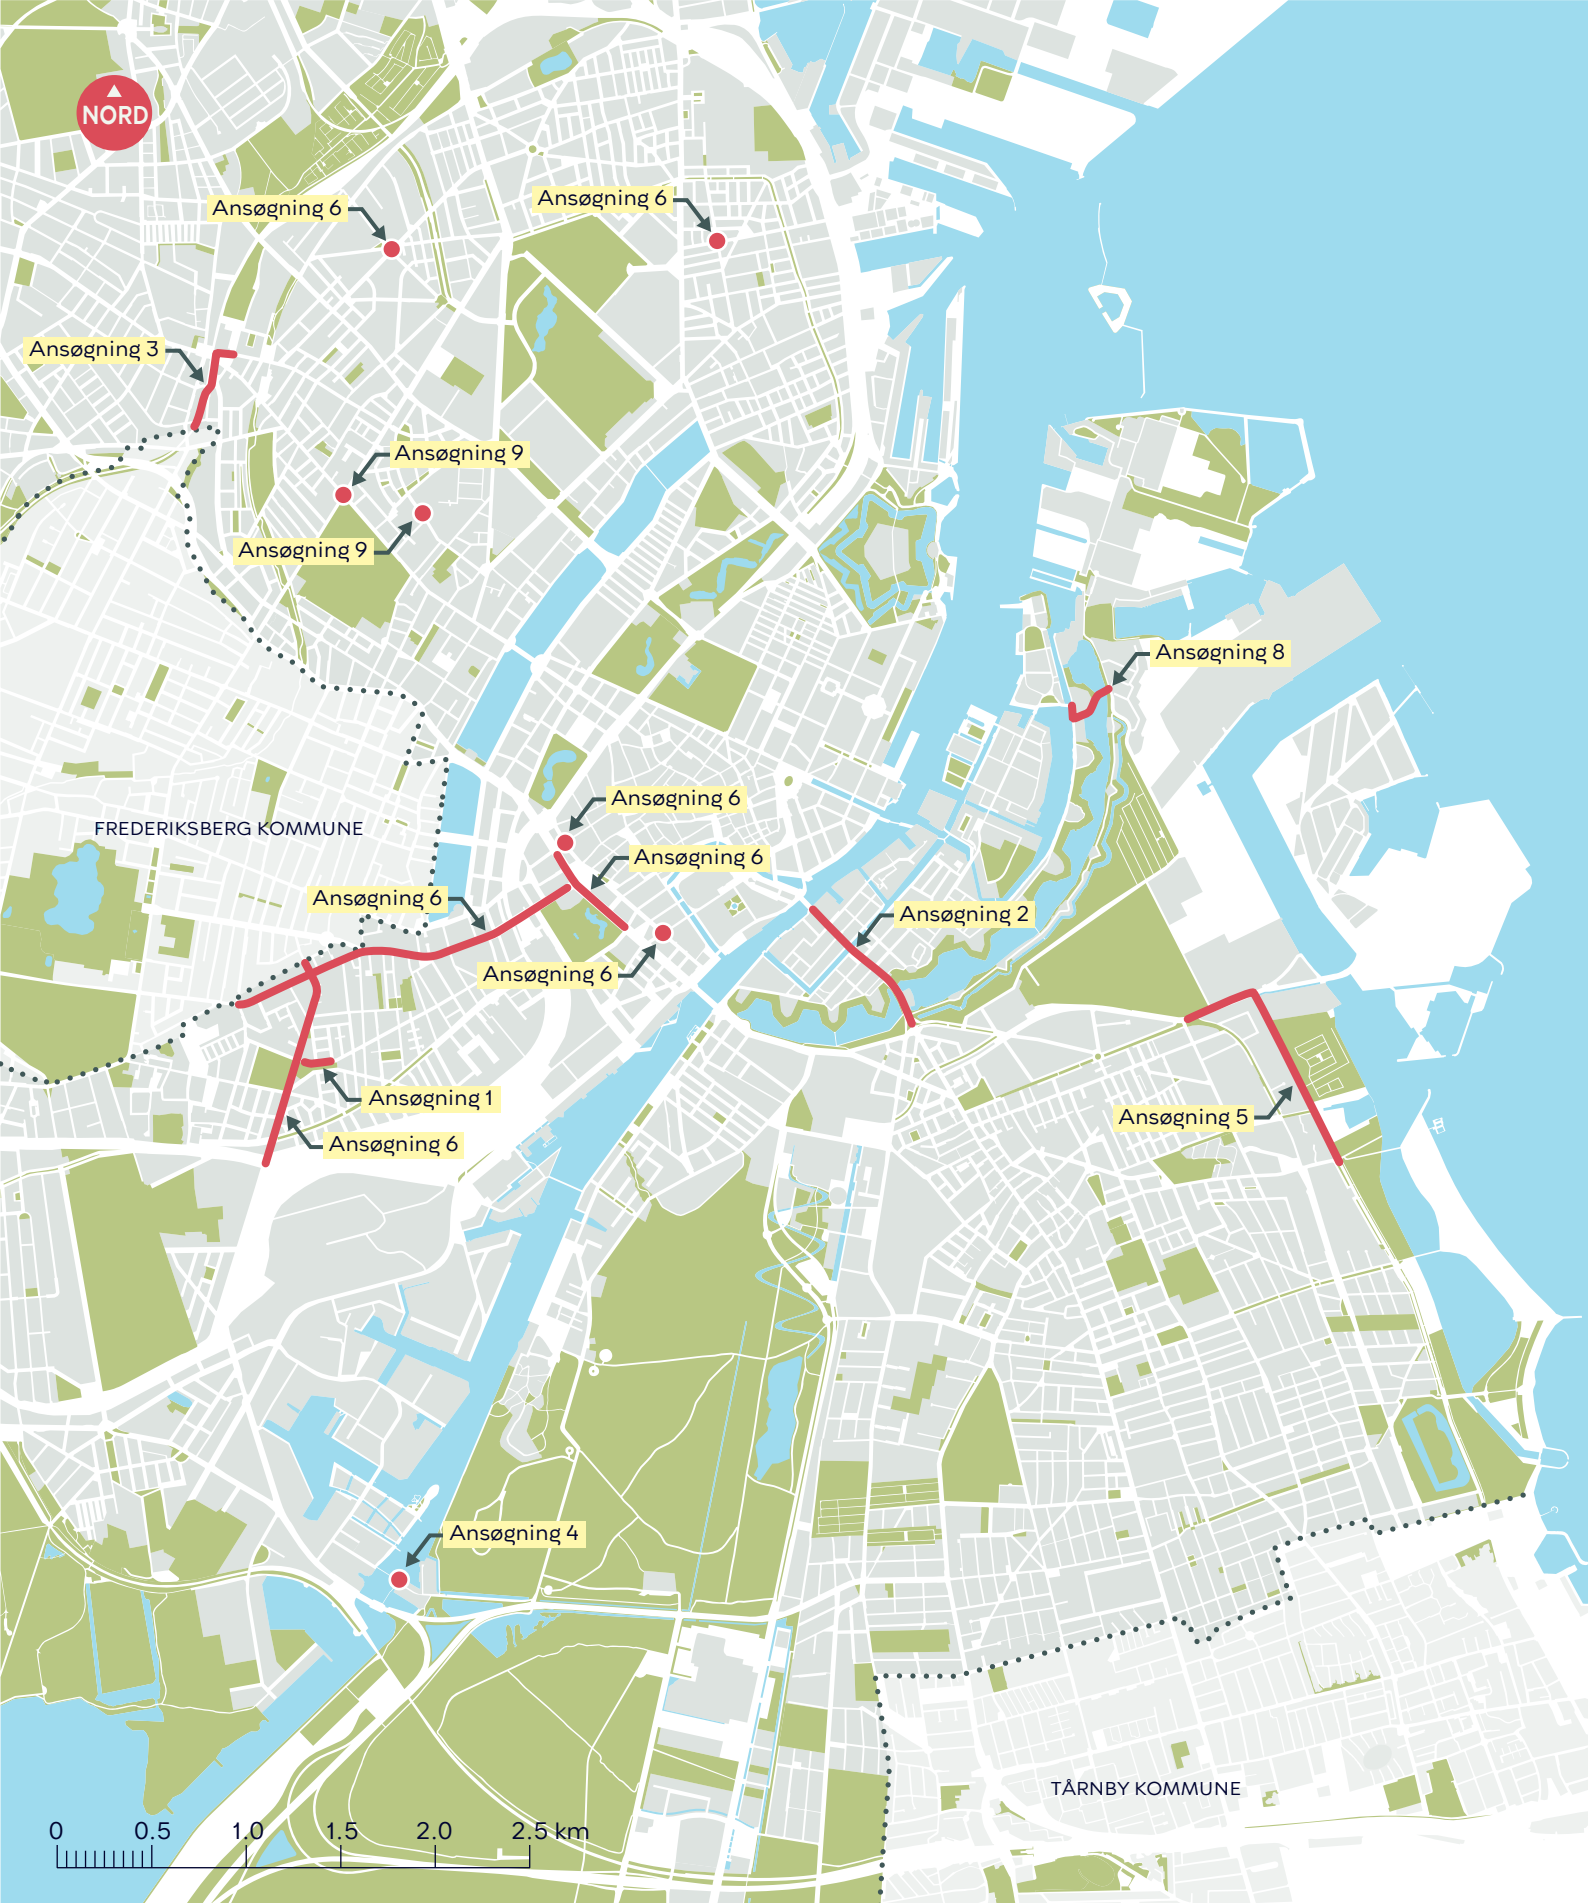 NORD
Ansøgning 6
Ansøgning 6
Ansøgning 3
Ansøgning 9
Ansøgning 9
Ansøgning 8
Ansøgning 6
FREDERIKSBERG KOMMUNE
Ansøgning 6
Ansøgning 6
Ansøgning 2
Ansøgning 6
Ansøgning 1
Ansøgning 5
Ansøgning 6
Ansøgning 4
TÅRNBY KOMMUNE
0 0.5 1.0 1.5 2.0 2.5 km